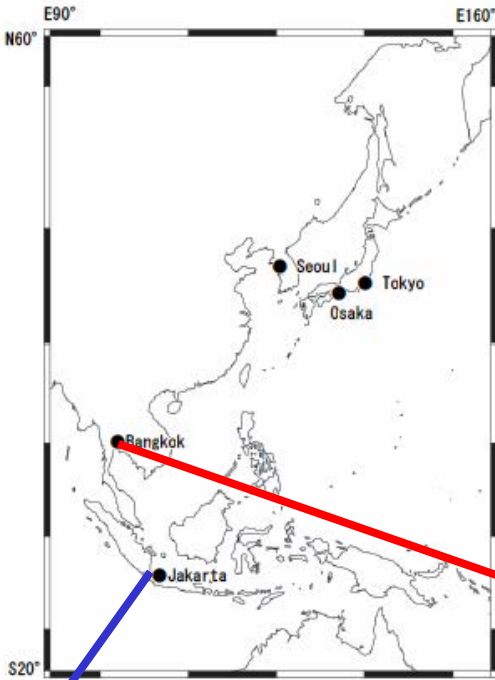 E90°
E160°
N60°
Seoul
Tokyo
Osaka
Bangkok
Jakarta
S20°